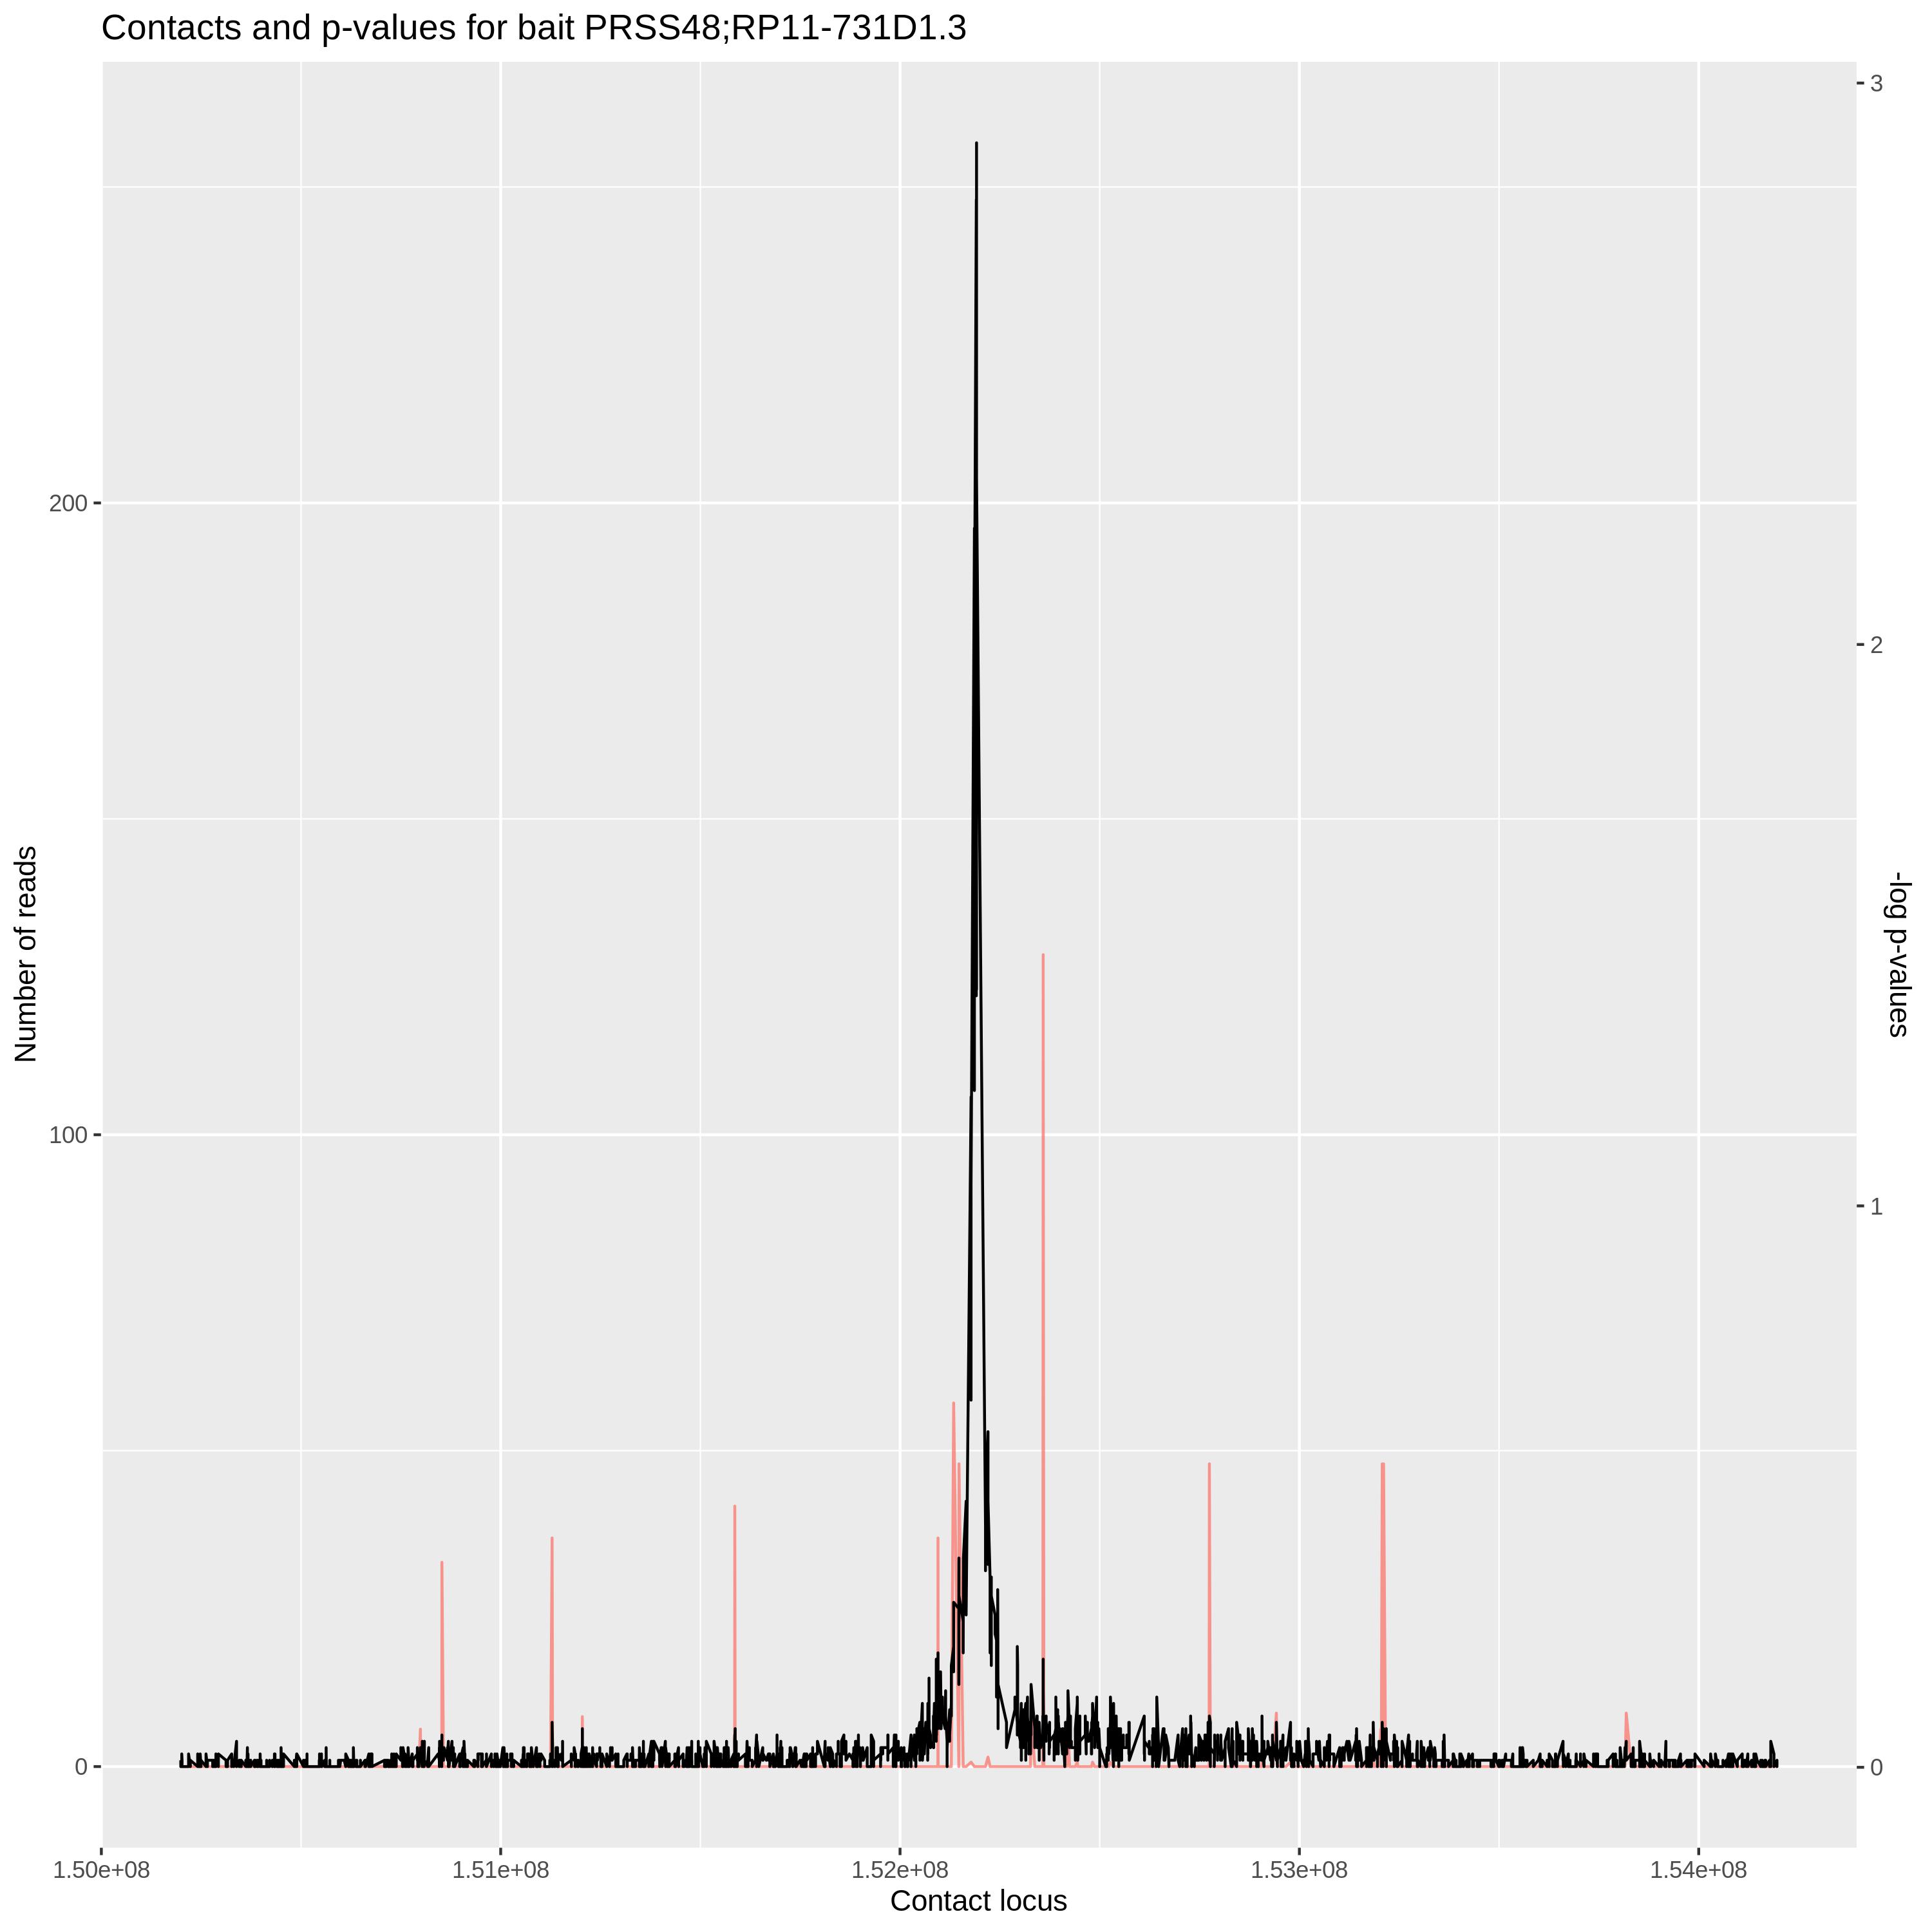 Contacts and p-values for bait PRSS48;RP11-731D1.3
3
200
2
Number of reads
-log p-values
1
100
0
0
1.50e+08
1.51e+08
1.52e+08
1.53e+08
1.54e+08
Contact locus